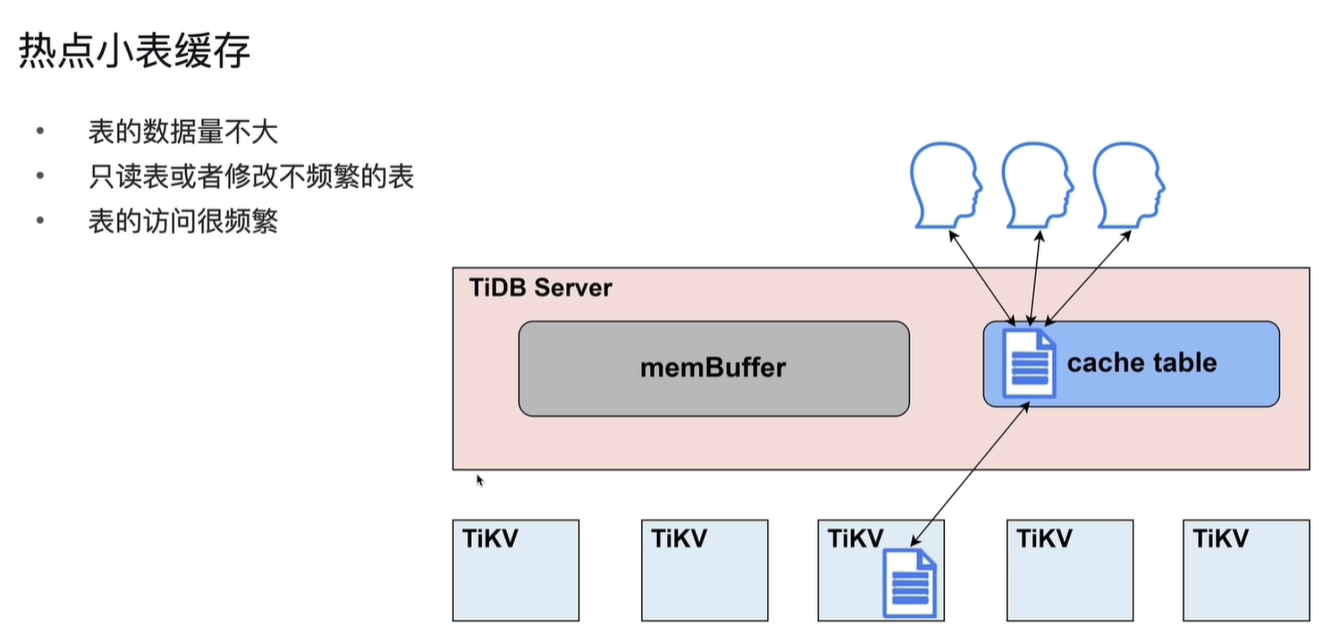 热点小表缓存
• 表的数据量不大
• 只读表或者修改不频繁的表
• 表的访问很频繁
TiDB Server
memBuffer
cache table
TiKV
TiKV
TiKV
TiKV
TiKV